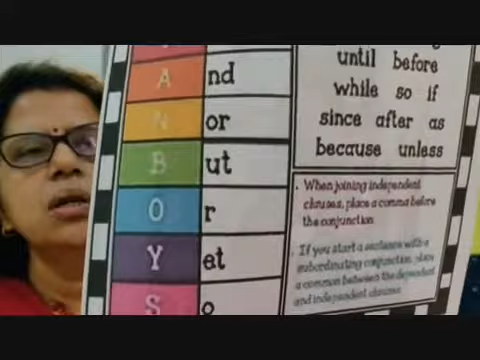 A nd
N or
B ut
O r
Y et
S o
until before
while so if
since after as
because unless
. When joining independent
clauses, place a comma before
the conjunction.
. If you start a sentence with a
subordinating conjunction, place
a common between the dependent
and independent clauses.